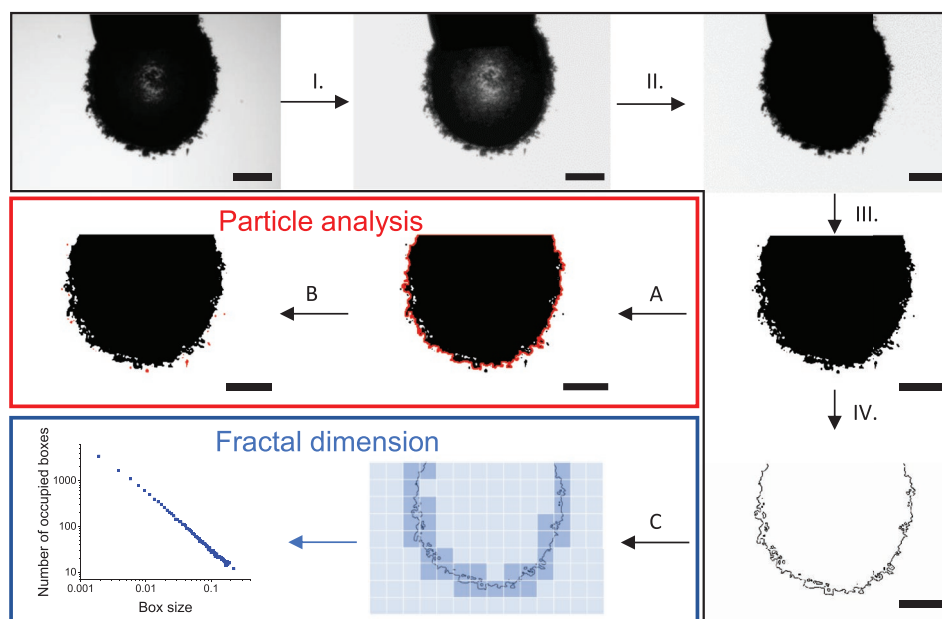 I.
II.
III.
Particle analysis
B
A
IV.
Fractal dimension
C
Number of occupied boxes
1000
100
10
0.001
0.01
0.1
Box size